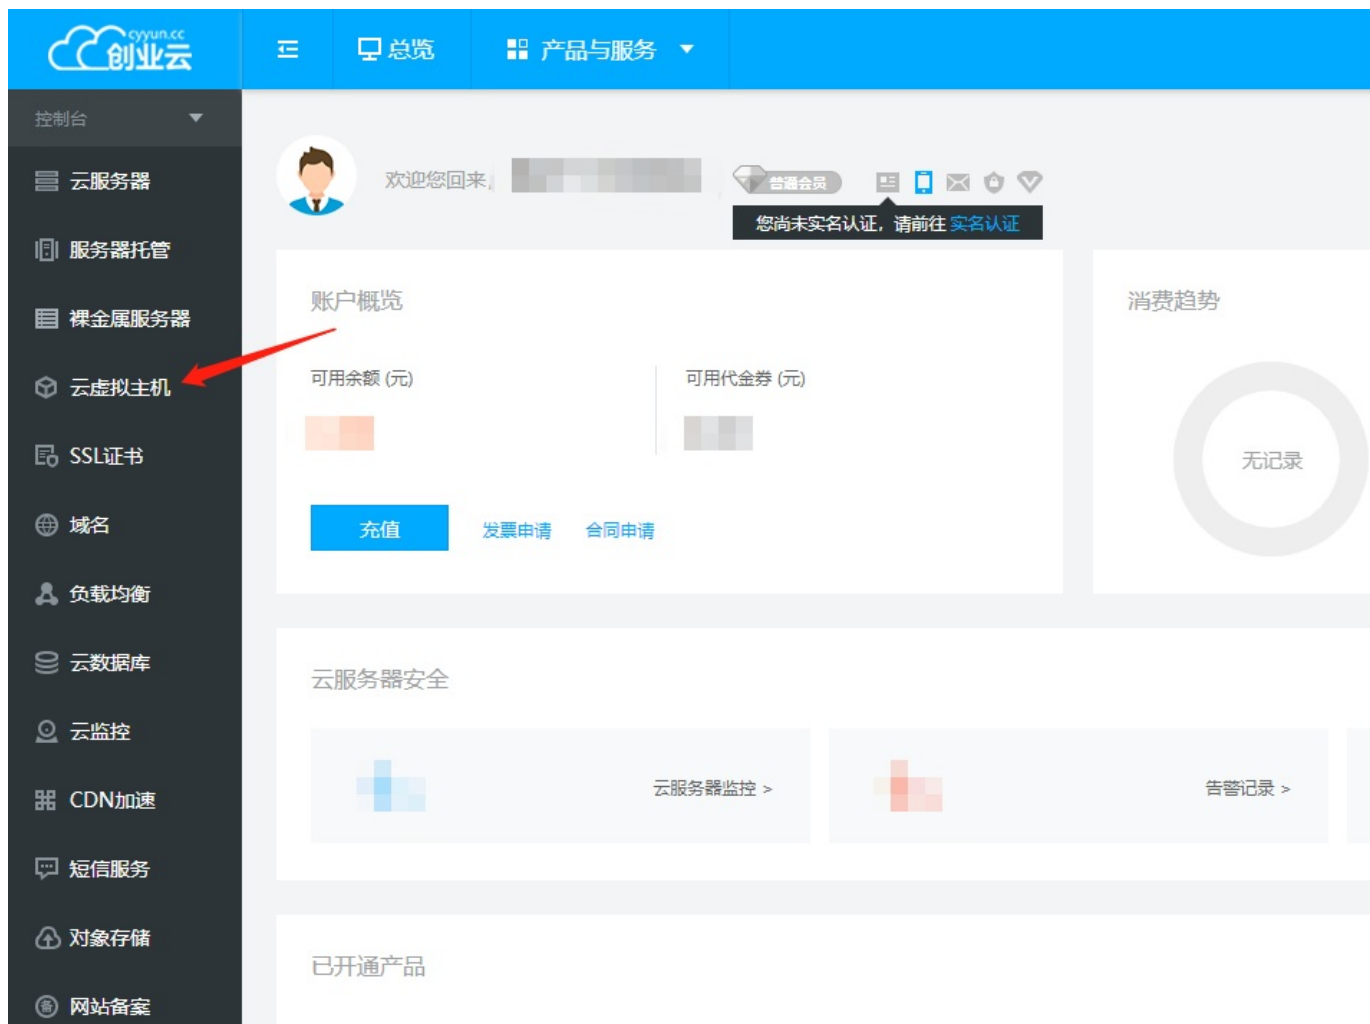 cyyun.cc
创业云
总览
产品与服务
控制台
云服务器
服务器托管
裸金属服务器
云虚拟主机
SSL证书
域名
负载均衡
云数据库
云监控
CDN加速
短信服务
对象存储
备
网站备案
欢迎您回来,
普通会员
您尚未实名认证，请前往 实名认证
账户概览
可用余额 (元)
可用代金券 (元)
充值
发票申请
合同申请
消费趋势
无记录
云服务器安全
云服务器监控 >
告警记录 >
已开通产品